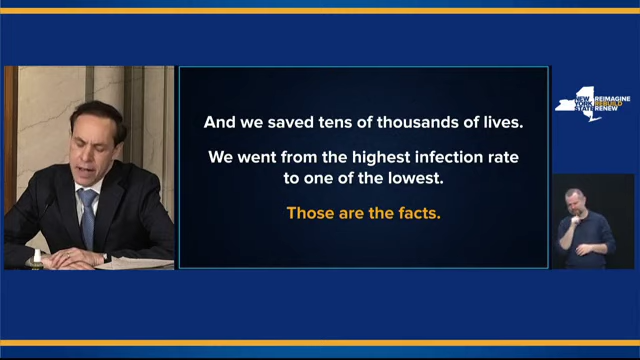 And we saved tens of thousands of lives.
We went from the highest infection rate
to one of the lowest.
Those are the facts.
NEW YORK STATE
REIMAGINE
REBUILD
RENEW